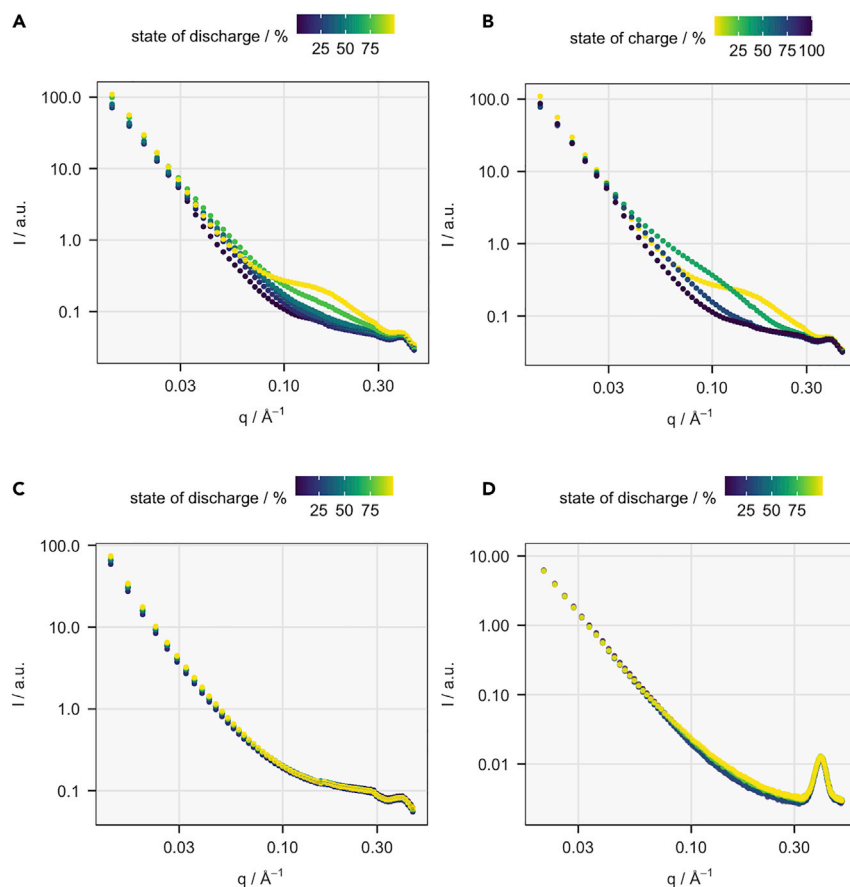 A
state of discharge / %
25 50 75
100.0
10.0
1.0
0.1
I / a.u.
0.03 0.10 0.30
q / Å⁻¹
B
state of charge / %
25 50 75 100
100.0
10.0
1.0
0.1
I / a.u.
0.03 0.10 0.30
q / Å⁻¹
C
state of discharge / %
25 50 75
100.0
10.0
1.0
0.1
I / a.u.
0.03 0.10 0.30
q / Å⁻¹
D
state of discharge / %
25 50 75
10.00
1.00
0.10
0.01
I / a.u.
0.03 0.10 0.30
q / Å⁻¹